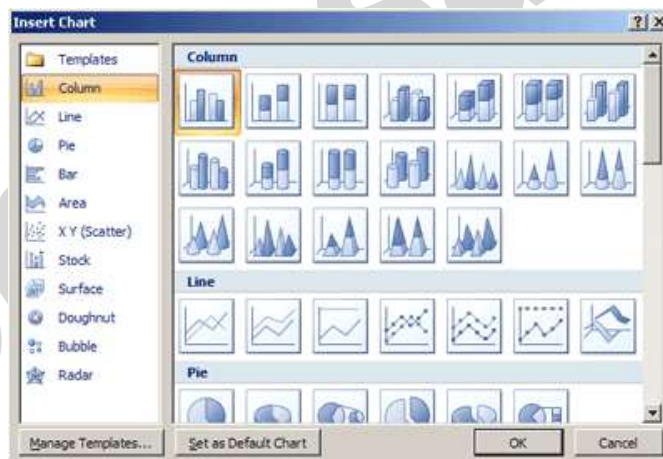 Insert Chart
Templates
Column
Line
Pie
Bar
Area
X Y (Scatter)
Stock
Surface
Doughnut
Bubble
Radar
Column
Line
Pie
Manage Templates...
Set as Default Chart
OK
Cancel